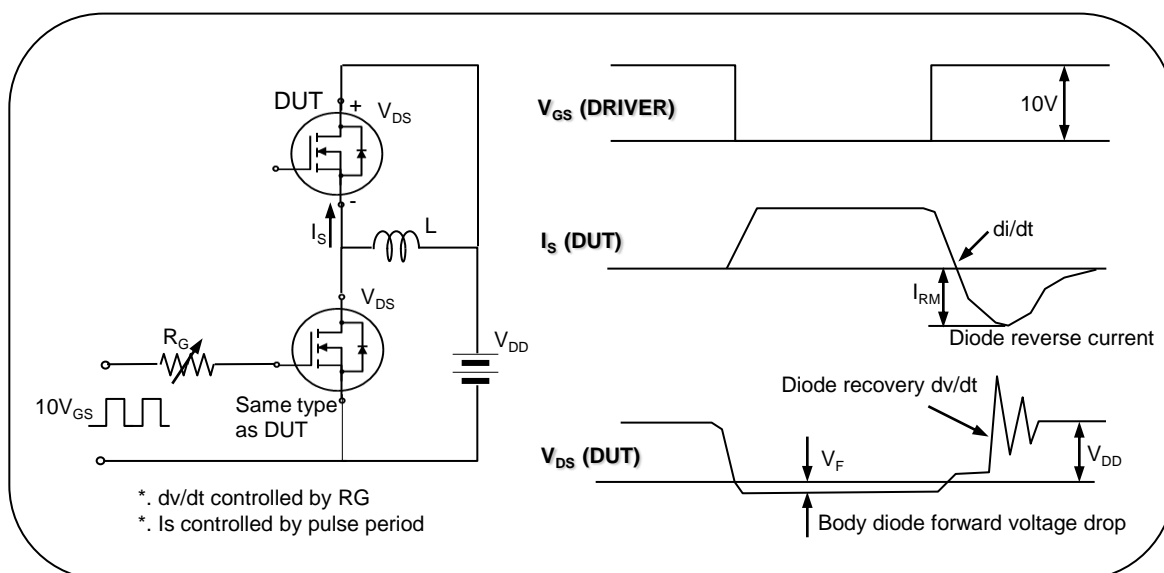 DUT
+
V_DS
-
I_S
L
V_DS
R_G
V_DD
10V_GS
Same type
as DUT
*. dv/dt controlled by RG
*. Is controlled by pulse period
V_GS (DRIVER)
10V
I_S (DUT)
di/dt
I_RM
Diode reverse current
Diode recovery dv/dt
V_DS (DUT)
V_F
V_DD
Body diode forward voltage drop